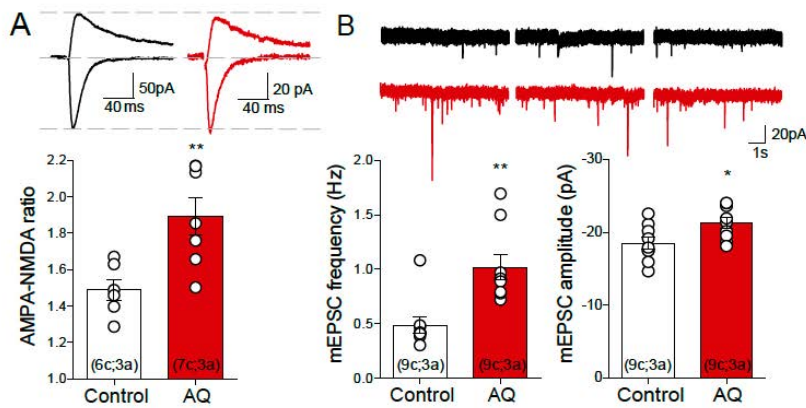 A
50pA
40 ms
20 pA
40 ms
B
20pA
1s
AMPA-NMDA ratio
2.2
2.0
1.8
1.6
1.4
1.2
1.0
**
(6c;3a)
(7c;3a)
Control
AQ
mEPSC frequency (Hz)
2.0
1.5
1.0
0.5
0
**
(9c;3a)
(9c;3a)
Control
AQ
mEPSC amplitude (pA)
-30
-20
-10
0
*
(9c;3a)
(9c;3a)
Control
AQ